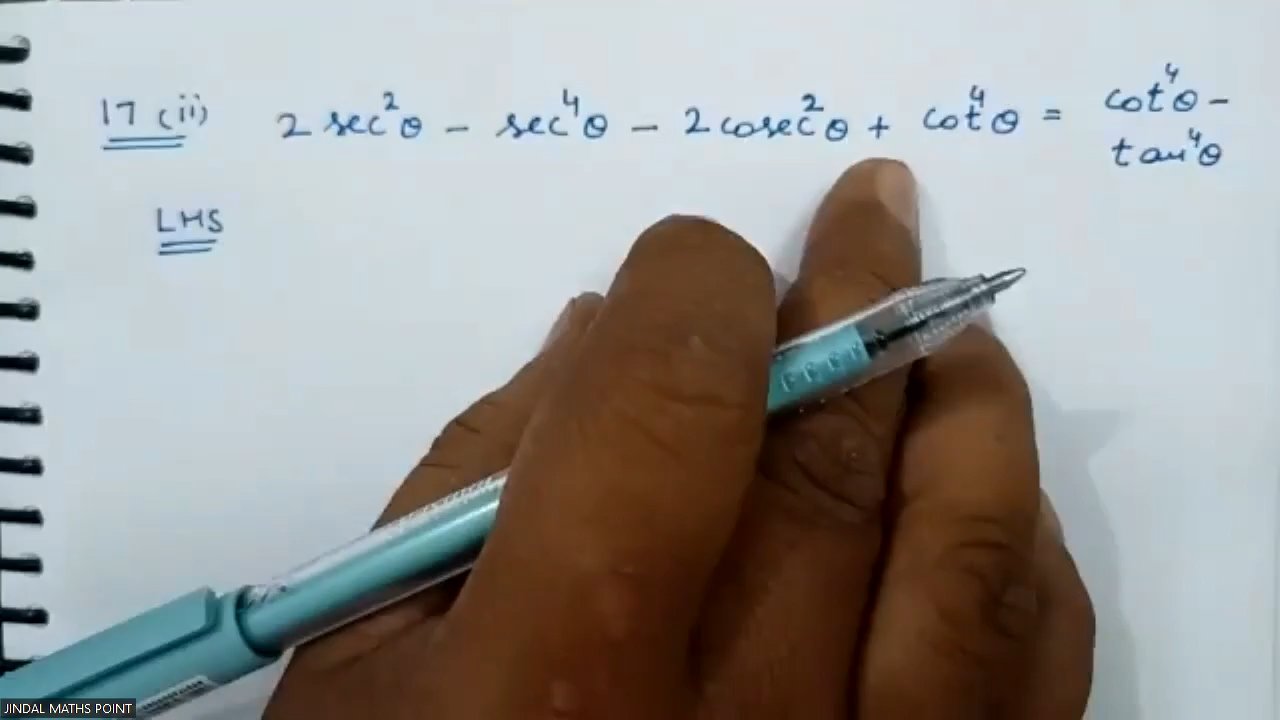 17 (ii) 2 sec²θ - sec⁴θ - 2 cosec²θ + cot⁴θ = cot⁴θ -
tan⁴θ
LHS
JINDAL MATHS POINT